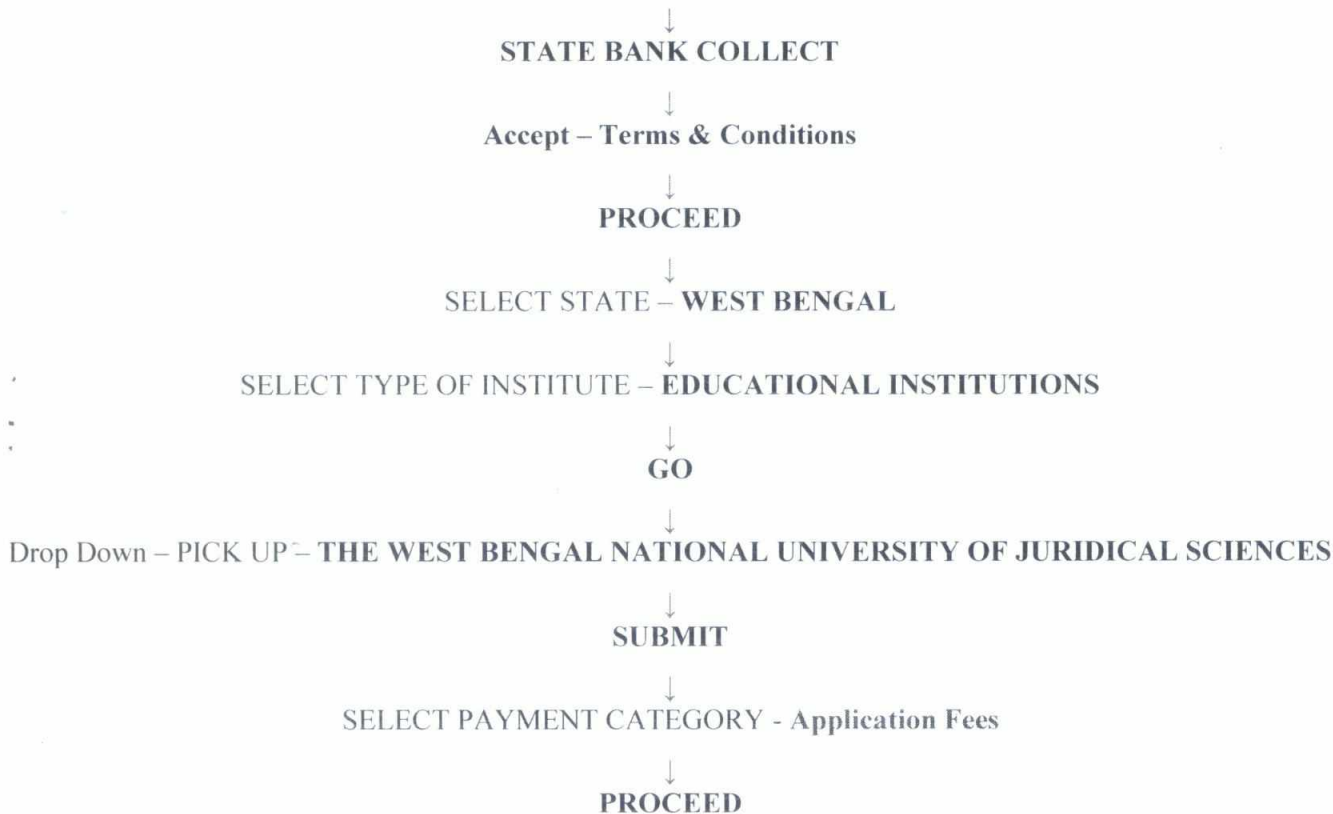 ↓
STATE BANK COLLECT
↓
Accept – Terms & Conditions
↓
PROCEED
↓
SELECT STATE – WEST BENGAL
↓
SELECT TYPE OF INSTITUTE – EDUCATIONAL INSTITUTIONS
↓
GO
↓
Drop Down – PICK UP – THE WEST BENGAL NATIONAL UNIVERSITY OF JURIDICAL SCIENCES
↓
SUBMIT
↓
SELECT PAYMENT CATEGORY - Application Fees
↓
PROCEED